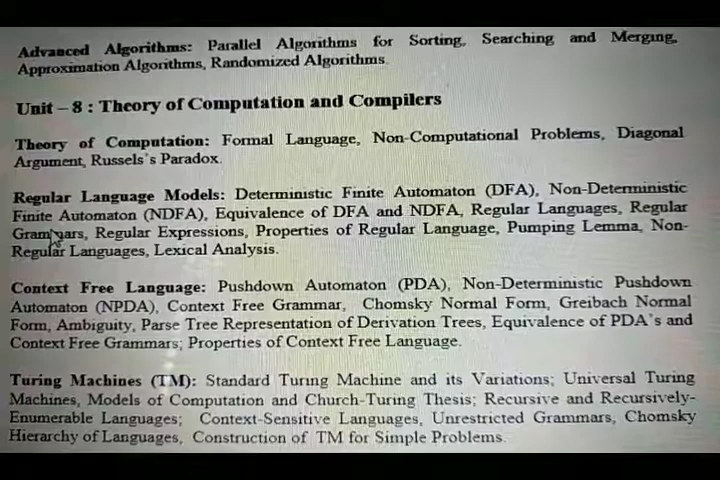 Advanced Algorithms: Parallel Algorithms for Sorting, Searching and Merging,
Approximation Algorithms, Randomized Algorithms.
Unit – 8 : Theory of Computation and Compilers
Theory of Computation: Formal Language, Non-Computational Problems, Diagonal
Argument, Russels's Paradox.
Regular Language Models: Deterministic Finite Automaton (DFA), Non-Deterministic
Finite Automaton (NDFA), Equivalence of DFA and NDFA, Regular Languages, Regular
Grammars, Regular Expressions, Properties of Regular Language, Pumping Lemma, Non-
Regular Languages, Lexical Analysis.
Context Free Language: Pushdown Automaton (PDA), Non-Deterministic Pushdown
Automaton (NPDA), Context Free Grammar, Chomsky Normal Form, Greibach Normal
Form, Ambiguity, Parse Tree Representation of Derivation Trees, Equivalence of PDA's and
Context Free Grammars; Properties of Context Free Language.
Turing Machines (TM): Standard Turing Machine and its Variations; Universal Turing
Machines, Models of Computation and Church-Turing Thesis; Recursive and Recursively-
Enumerable Languages; Context-Sensitive Languages, Unrestricted Grammars, Chomsky
Hierarchy of Languages, Construction of TM for Simple Problems.